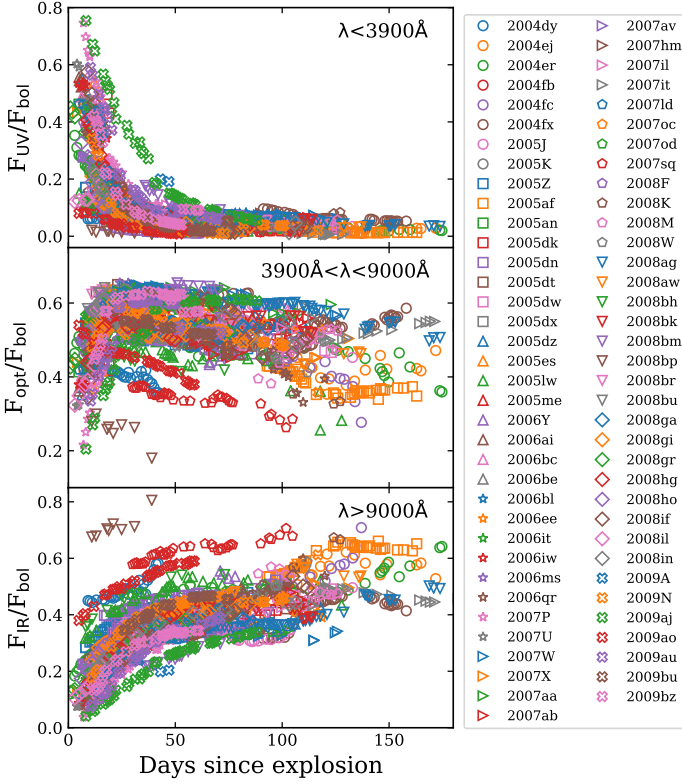 λ<3900Å
0.8
0.6
0.4
0.2
0.0
F_UV/F_bol
3900Å<λ<9000Å
0.6
0.4
0.2
F_opt/F_bol
λ>9000Å
0.8
0.6
0.4
0.2
0.0
F_IR/F_bol
0 50 100 150
Days since explosion
2004dy
2004ej
2004er
2004fb
2004fc
2004fx
2005J
2005K
2005Z
2005af
2005an
2005dk
2005dn
2005dt
2005dw
2005dx
2005dz
2005es
2005lw
2005me
2006Y
2006ai
2006bc
2006be
2006bl
2006ee
2006it
2006iw
2006ms
2006qr
2007P
2007U
2007W
2007X
2007aa
2007ab
2007av
2007hm
2007il
2007it
2007ld
2007oc
2007od
2007sq
2008F
2008K
2008M
2008W
2008ag
2008aw
2008bh
2008bk
2008bm
2008bp
2008br
2008bu
2008ga
2008gi
2008gr
2008hg
2008ho
2008if
2008il
2008in
2009A
2009N
2009aj
2009ao
2009au
2009bu
2009bz